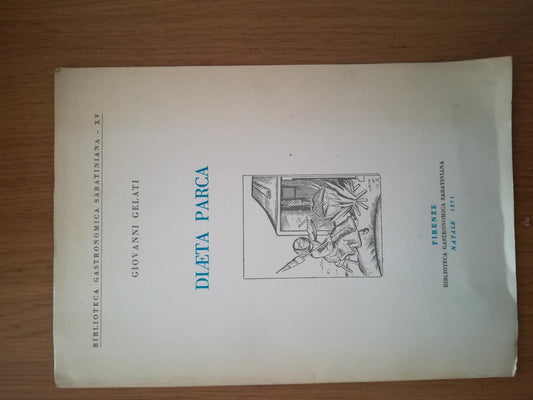 BIBLIOTECA GASTRONOMICA SABATINIANA - XV
GIOVANNI GELATI
DIÆTA PARCA
FIRENZE
BIBLIOTECA GASTRONOMICA SABATINIANA
NATALE 1971